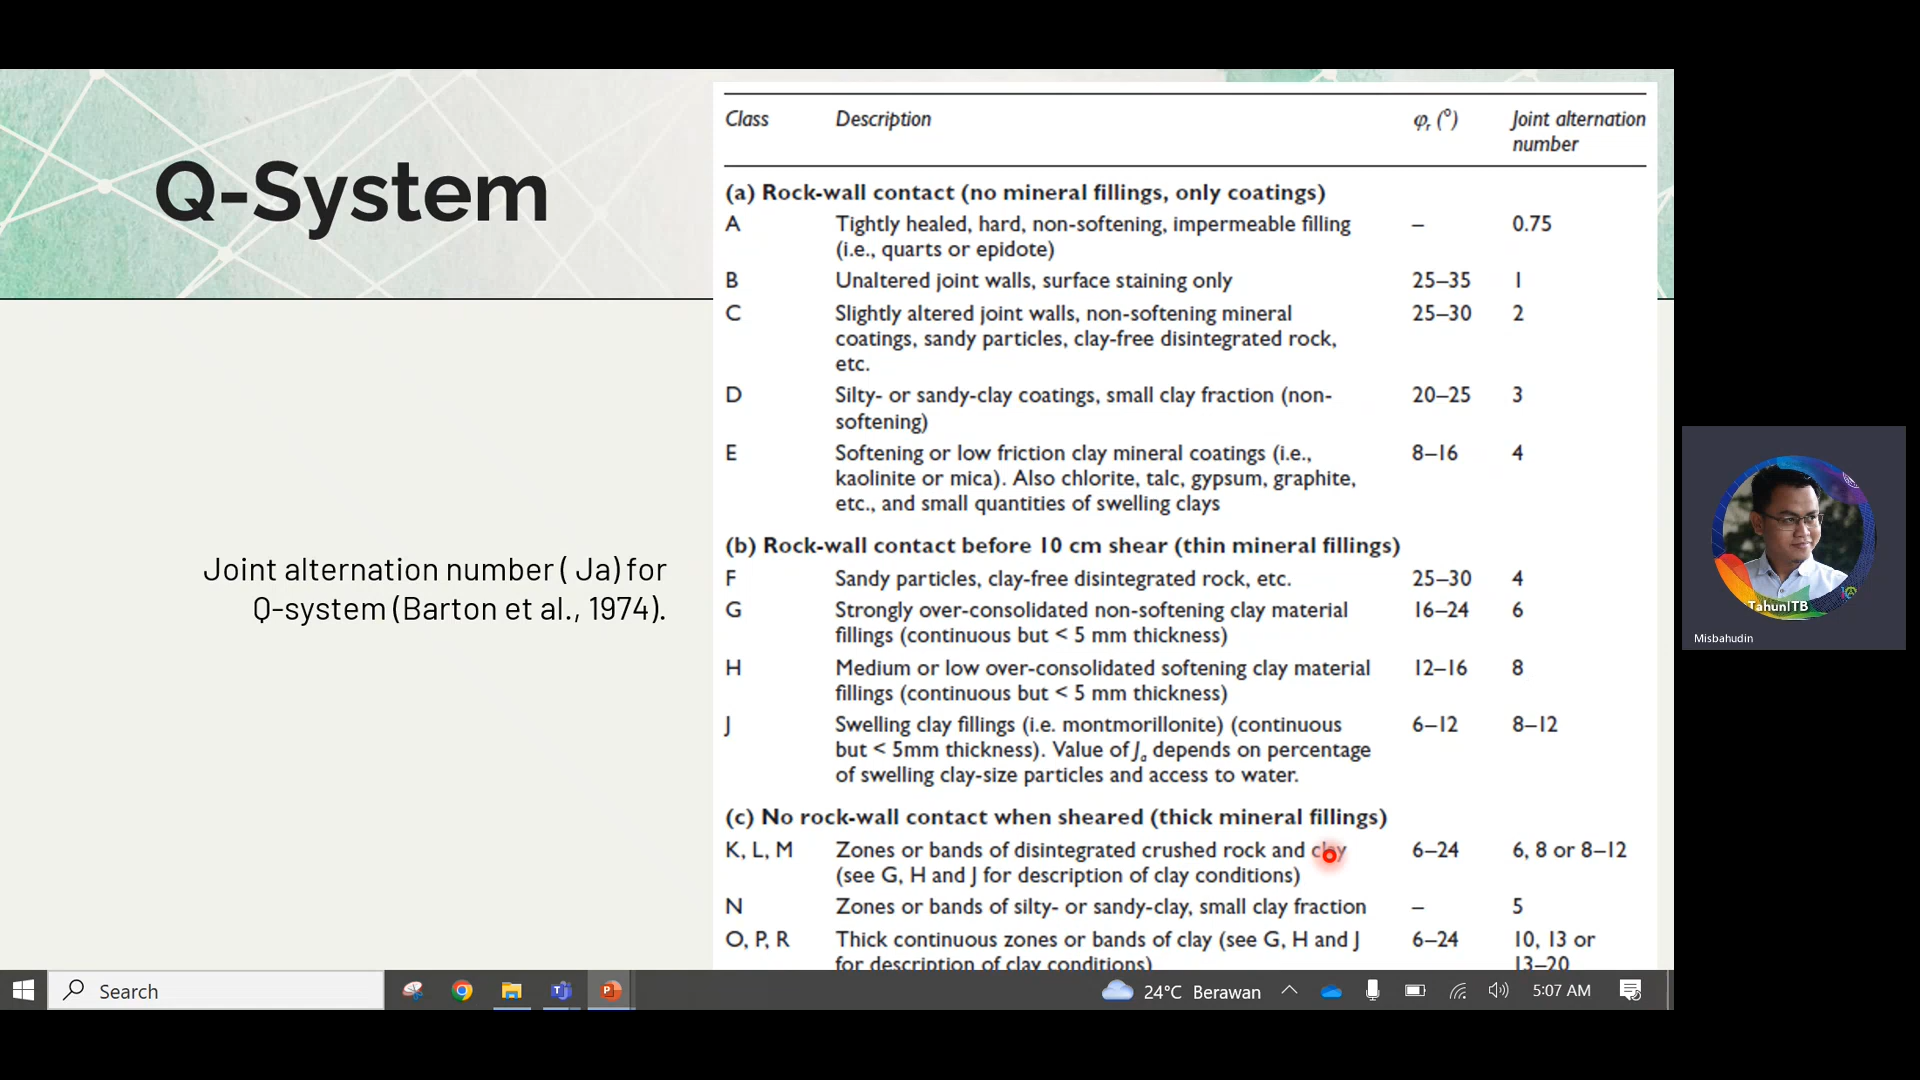 Q-System
Joint alternation number ( Ja) for
Q-system (Barton et al., 1974).
Class Description φr (°) Joint alternation
number
(a) Rock-wall contact (no mineral fillings, only coatings)
A Tightly healed, hard, non-softening, impermeable filling – 0.75
(i.e., quarts or epidote)
B Unaltered joint walls, surface staining only 25–35 1
C Slightly altered joint walls, non-softening mineral 25–30 2
coatings, sandy particles, clay-free disintegrated rock,
etc.
D Silty- or sandy-clay coatings, small clay fraction (non- 20–25 3
softening)
E Softening or low friction clay mineral coatings (i.e., 8–16 4
kaolinite or mica). Also chlorite, talc, gypsum, graphite,
etc., and small quantities of swelling clays
(b) Rock-wall contact before 10 cm shear (thin mineral fillings)
F Sandy particles, clay-free disintegrated rock, etc. 25–30 4
G Strongly over-consolidated non-softening clay material 16–24 6
fillings (continuous but < 5 mm thickness)
H Medium or low over-consolidated softening clay material 12–16 8
fillings (continuous but < 5 mm thickness)
J Swelling clay fillings (i.e. montmorillonite) (continuous 6–12 8–12
but < 5mm thickness). Value of Ja depends on percentage
of swelling clay-size particles and access to water.
(c) No rock-wall contact when sheared (thick mineral fillings)
K, L, M Zones or bands of disintegrated crushed rock and clay 6–24 6, 8 or 8–12
(see G, H and J for description of clay conditions)
N Zones or bands of silty- or sandy-clay, small clay fraction – 5
O, P, R Thick continuous zones or bands of clay (see G, H and J 6–24 10, 13 or
for description of clay conditions) 13–20
TahunITB
Misbahudin
Search
24°C Berawan
5:07 AM